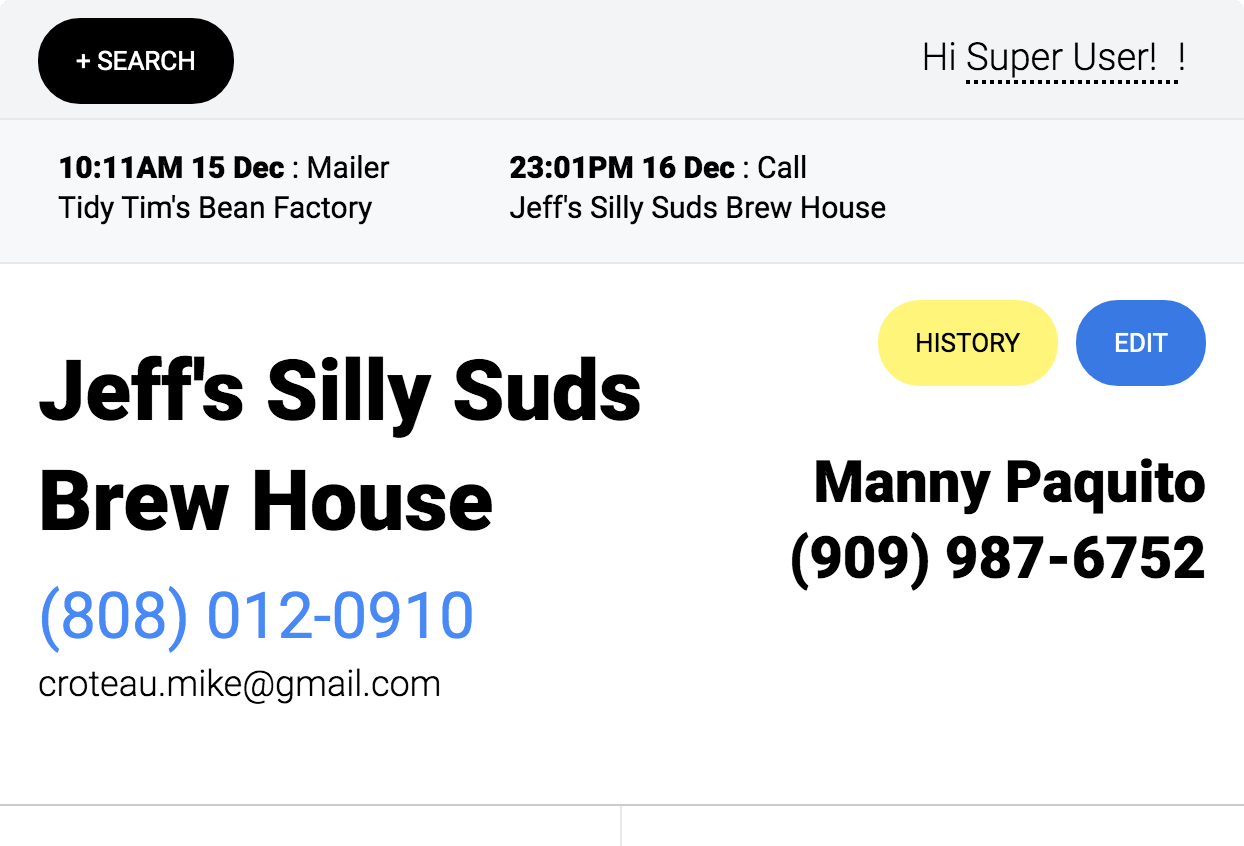 + SEARCH
Hi Super User!  !
10:11AM 15 Dec : Mailer
Tidy Tim's Bean Factory
23:01PM 16 Dec : Call
Jeff's Silly Suds Brew House
HISTORY
EDIT
Jeff's Silly Suds
Brew House
(808) 012-0910
croteau.mike@gmail.com
Manny Paquito
(909) 987-6752